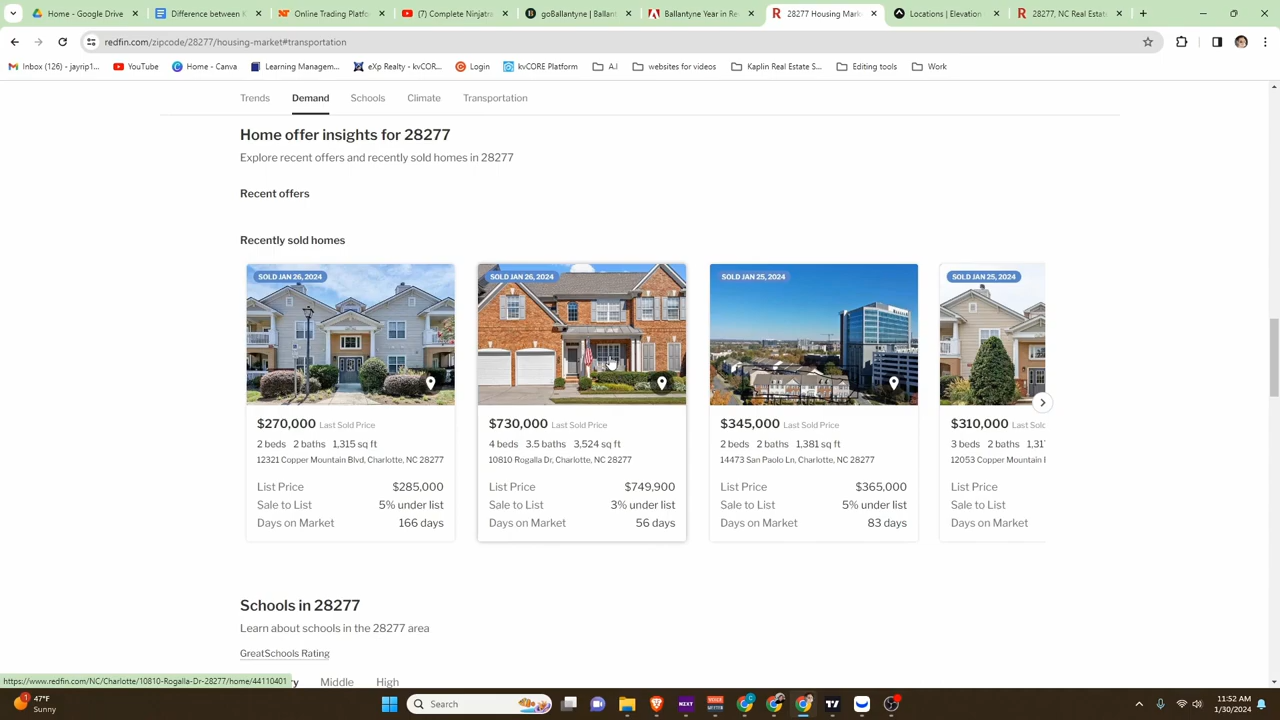 Home - Google Drive
Difference between K
Online Trading Platfo
(7) Complete Ninjatra
goBallantyne | Ballant
Ballantyne Year in Re
28277 Housing Mark
Locations | Elevation
28277, NC Real Estat
redfin.com/zipcode/28277/housing-market#transportation
Inbox (126) - jayrip1...
YouTube
Home - Canva
Learning Managem...
eXp Realty - kvCOR...
Login
kvCORE Platform
A.I
websites for videos
Kaplin Real Estate S...
Editing tools
Work
Trends
Demand
Schools
Climate
Transportation
Home offer insights for 28277
Explore recent offers and recently sold homes in 28277
Recent offers
Recently sold homes
SOLD JAN 26, 2024
$270,000 Last Sold Price
2 beds 2 baths 1,315 sq ft
12321 Copper Mountain Blvd, Charlotte, NC 28277
List Price $285,000
Sale to List 5% under list
Days on Market 166 days
SOLD JAN 26, 2024
$730,000 Last Sold Price
4 beds 3.5 baths 3,524 sq ft
10810 Rogalla Dr, Charlotte, NC 28277
List Price $749,900
Sale to List 3% under list
Days on Market 56 days
SOLD JAN 25, 2024
$345,000 Last Sold Price
2 beds 2 baths 1,381 sq ft
14473 San Paolo Ln, Charlotte, NC 28277
List Price $365,000
Sale to List 5% under list
Days on Market 83 days
SOLD JAN 25, 2024
$310,000 Last Sold
3 beds 2 baths 1,31
12053 Copper Mountain
List Price
Sale to List
Days on Market
Schools in 28277
Learn about schools in the 28277 area
GreatSchools Rating
ry Middle High
https://www.redfin.com/NC/Charlotte/10810-Rogalla-Dr-28277/home/44110401
47°F
Sunny
Search
11:52 AM
1/30/2024